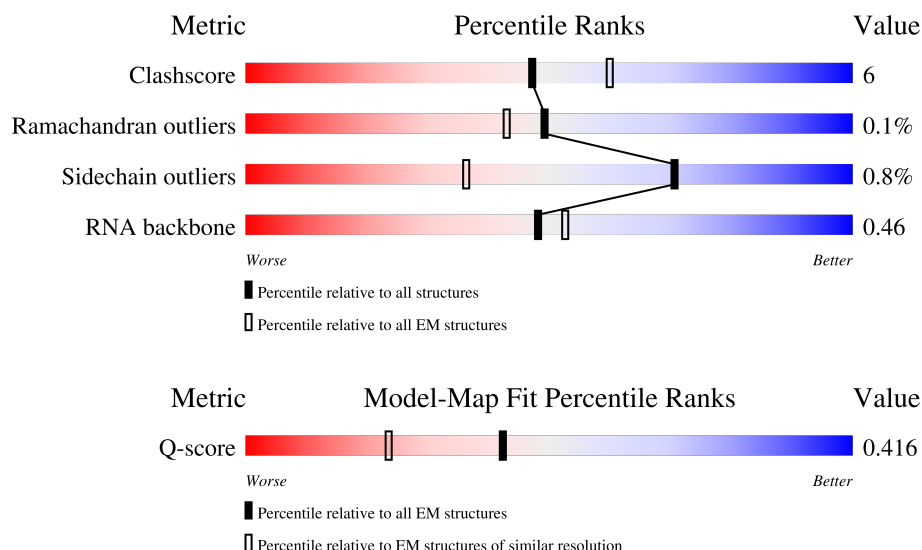 Metric Percentile Ranks Value
Clashscore 6
Ramachandran outliers 0.1%
Sidechain outliers 0.8%
RNA backbone 0.46
Worse Better
Percentile relative to all structures
Percentile relative to all EM structures
Metric Model-Map Fit Percentile Ranks Value
Q-score 0.416
Worse Better
Percentile relative to all EM structures
Percentile relative to EM structures of similar resolution